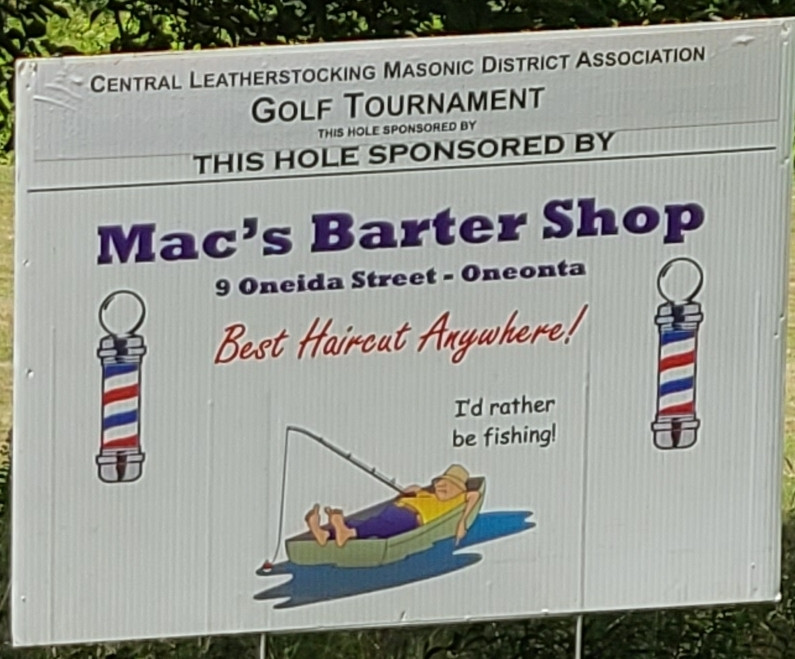 CENTRAL LEATHERSTOCKING MASONIC DISTRICT ASSOCIATION
GOLF TOURNAMENT
THIS HOLE SPONSORED BY
THIS HOLE SPONSORED BY
Mac's Barter Shop
9 Oneida Street - Oneonta
Best Haircut Anywhere!
I'd rather
be fishing!